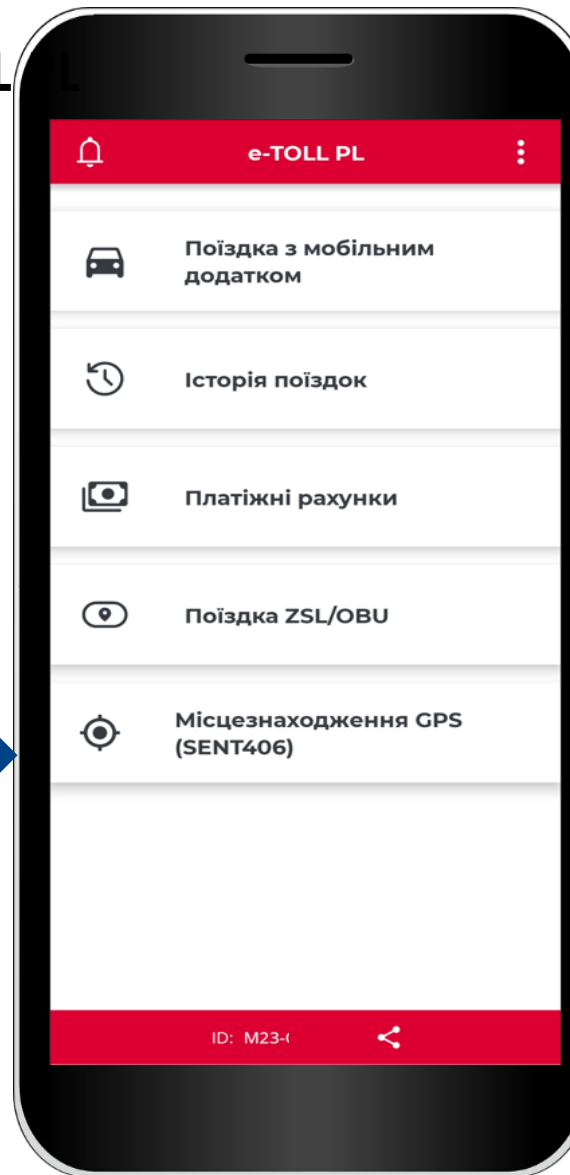 e-TOLL PL
Поїздка з мобільним
додатком
Історія поїздок
Платіжні рахунки
Поїздка ZSL/OBU
Місцезнаходження GPS
(SENT406)
ID: M23-